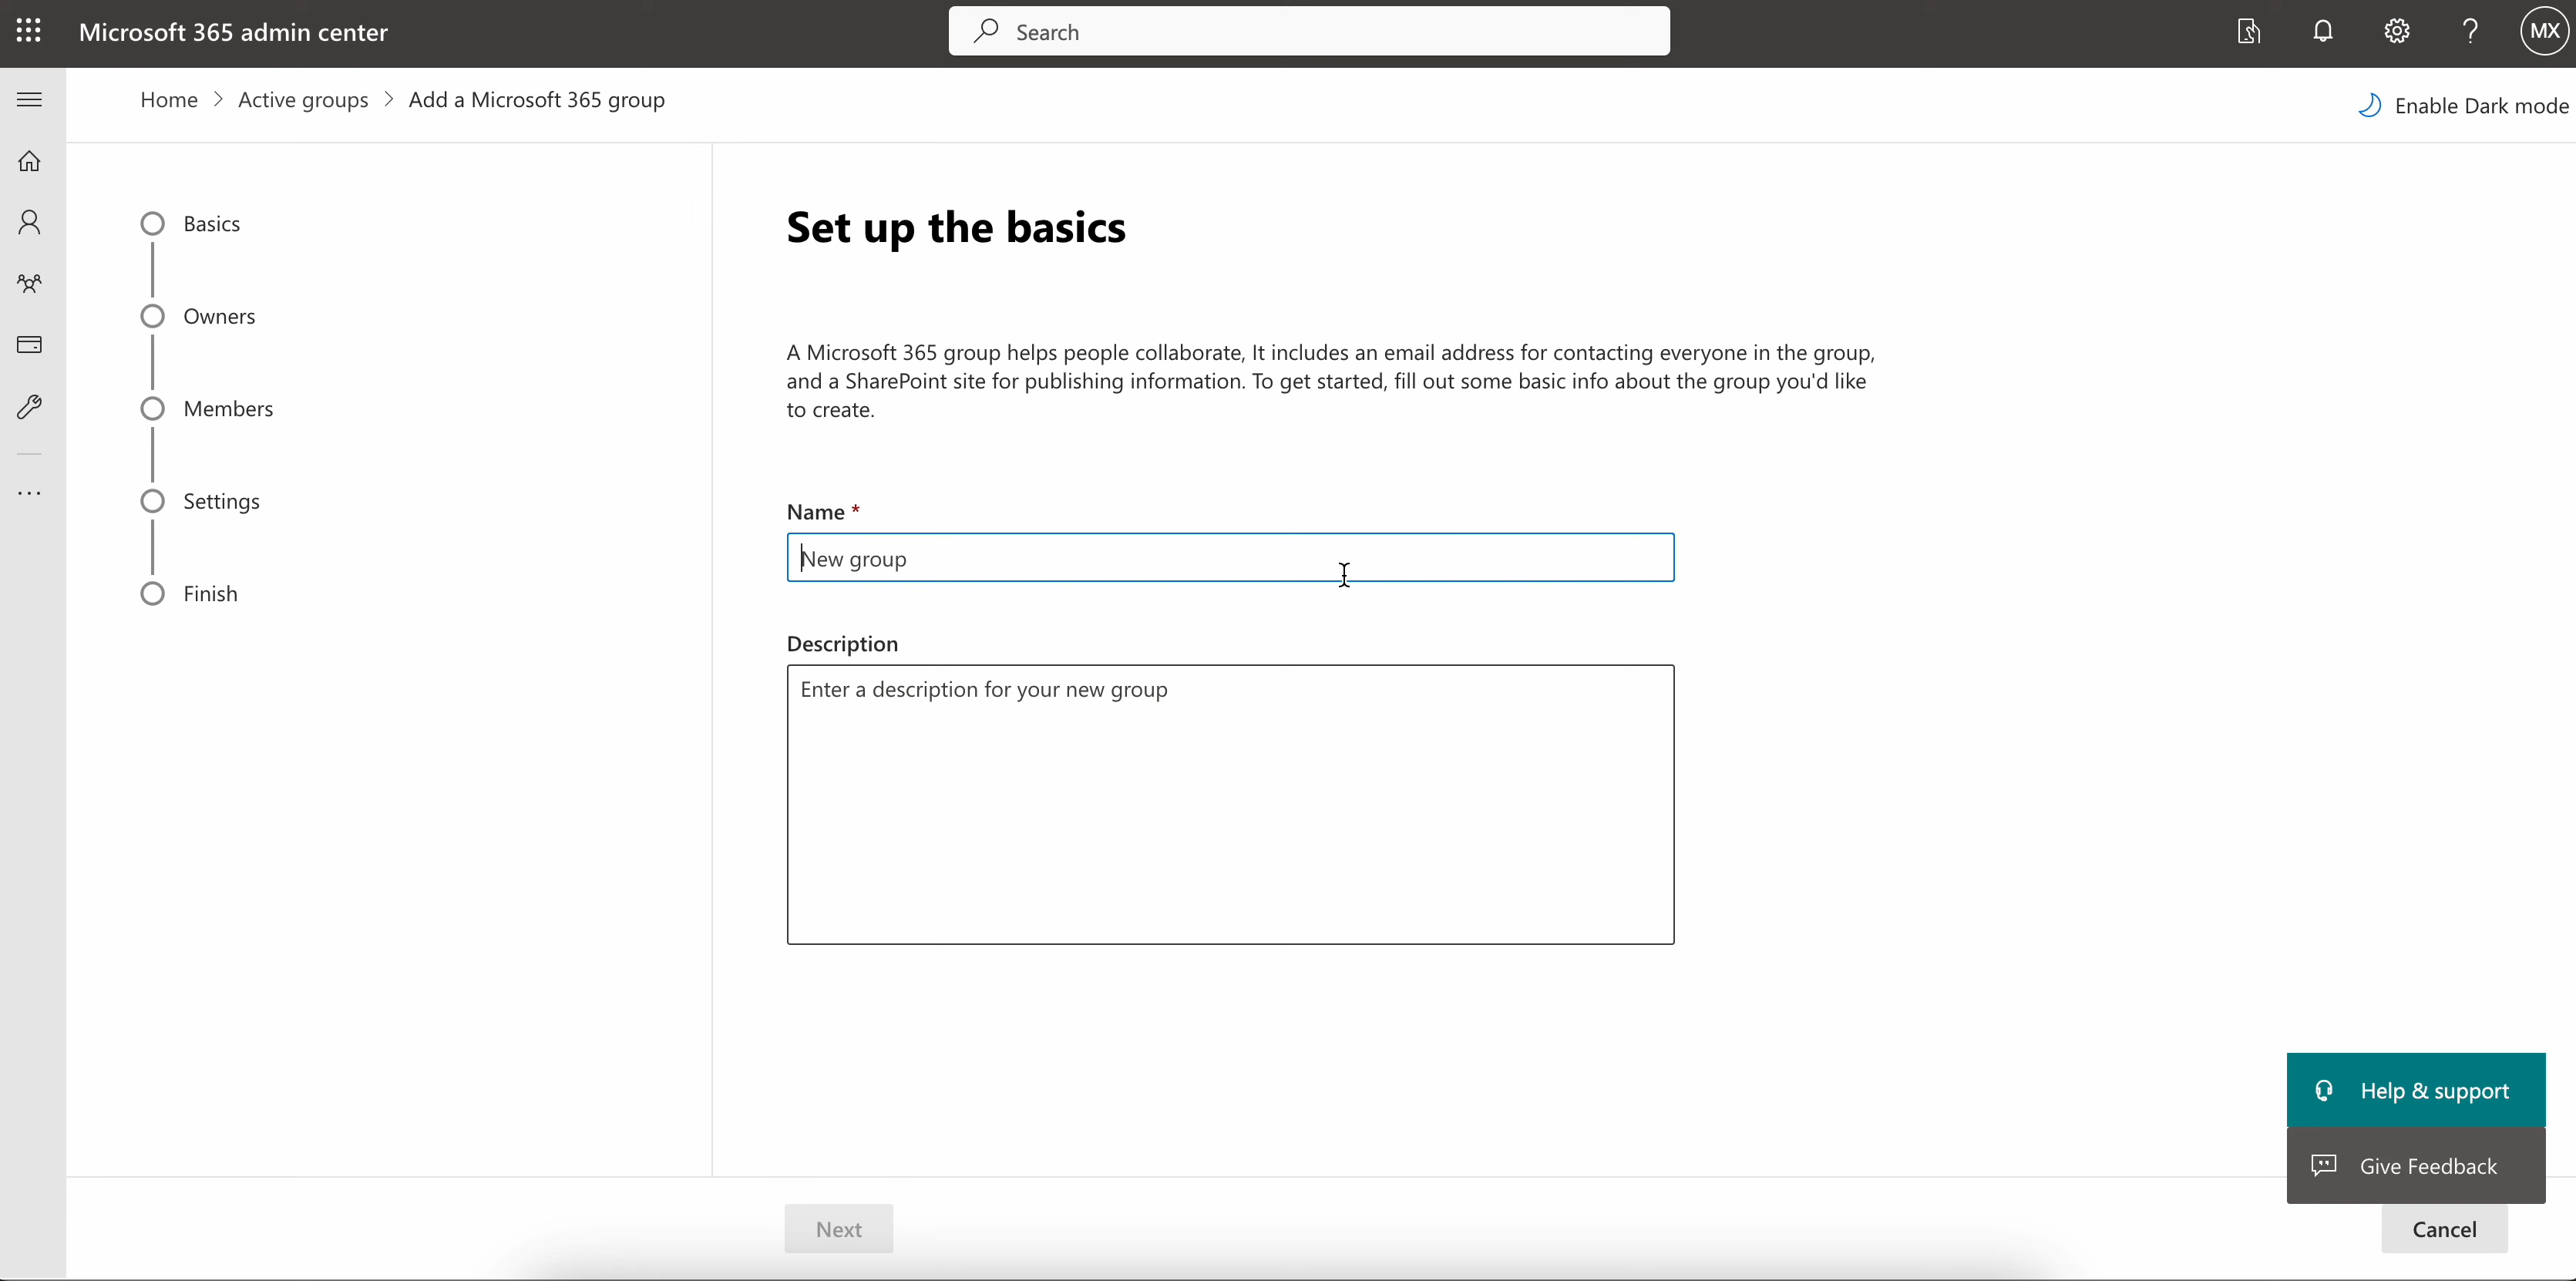 Microsoft 365 admin center
Search
MX
Home > Active groups > Add a Microsoft 365 group
Enable Dark mode
Basics
Owners
Members
Settings
Finish
Set up the basics
A Microsoft 365 group helps people collaborate, It includes an email address for contacting everyone in the group,
and a SharePoint site for publishing information. To get started, fill out some basic info about the group you'd like
to create.
Name *
New group
Description
Enter a description for your new group
Help & support
Give Feedback
Next
Cancel